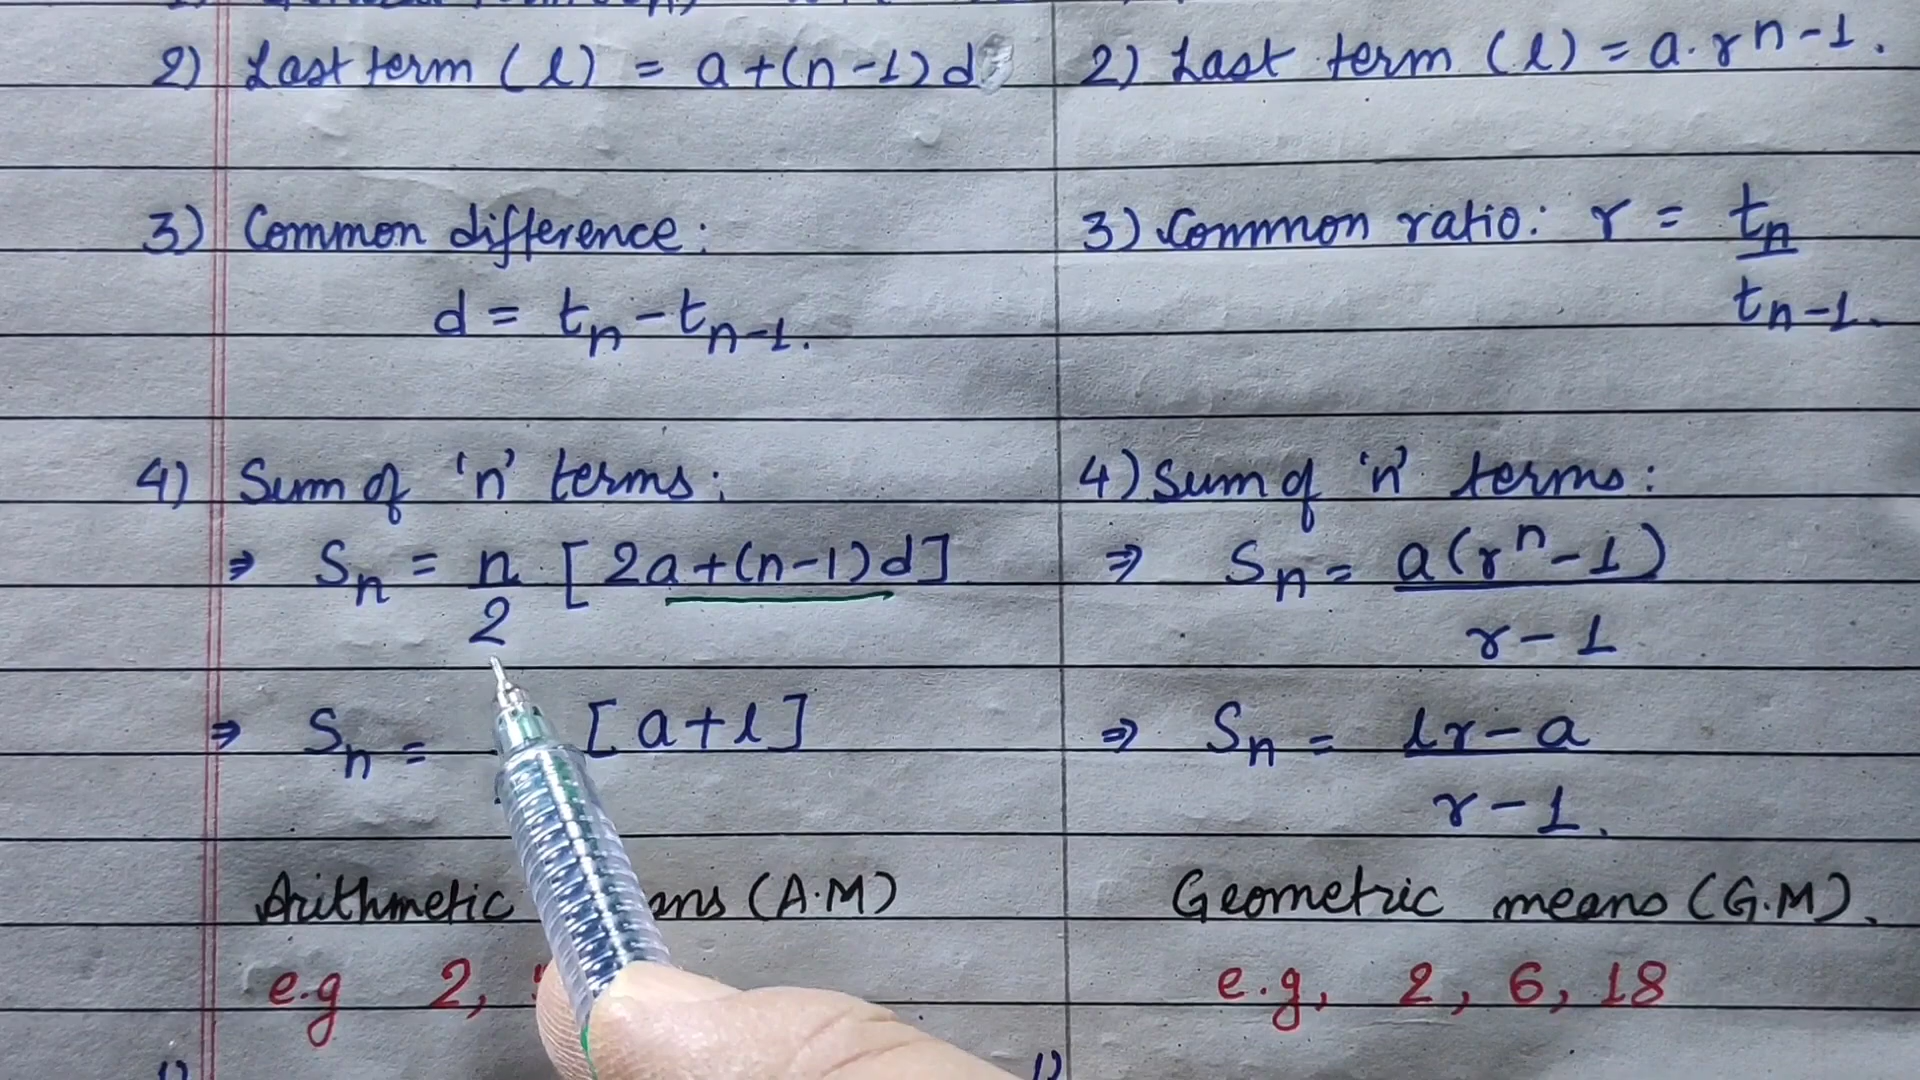 2) Last term (l) = a+(n-1)d
3) Common difference:
d = tn - tn-1.
4) Sum of 'n' terms:
⇒ Sn = n/2 [2a+(n-1)d]
⇒ Sn = [a+l]
Arithmetic (A.M)
e.g 2,
1)
2) Last term (l) = a.r^n-1.
3) Common ratio: r = tn/tn-1.
4) Sum of 'n' terms:
⇒ Sn = a(r^n-1)/r-1
⇒ Sn = lr-a/r-1.
Geometric means (G.M).
e.g, 2, 6, 18
1)